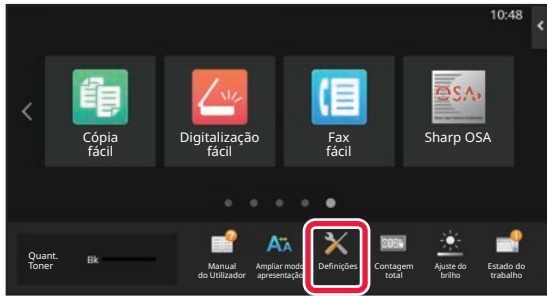 10:48
Cópia
fácil
Digitalização
fácil
Fax
fácil
OSA
Sharp OSA
Quant.
Toner
Bk
Manual
do Utilizador
Ampliar modo
apresentação
Definições
Contagem
total
Ajuste do
brilho
Estado do
trabalho